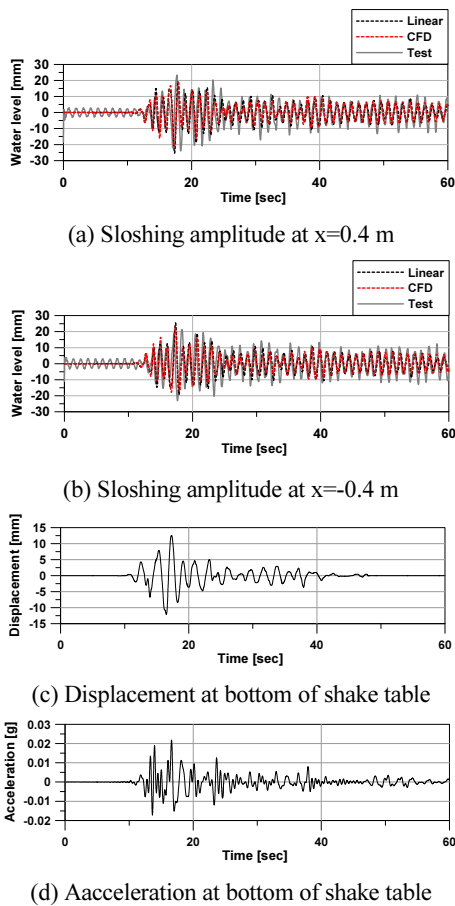 Linear
CFD
Test
30
20
10
0
-10
-20
-30
Water level [mm]
0 20 40 60
Time [sec]
(a) Sloshing amplitude at x=0.4 m
Linear
CFD
Test
30
20
10
0
-10
-20
-30
Water level [mm]
0 20 40 60
Time [sec]
(b) Sloshing amplitude at x=-0.4 m
15
10
5
0
-5
-10
-15
Displacement [mm]
0 20 40 60
Time [sec]
(c) Displacement at bottom of shake table
0.03
0.02
0.01
0
-0.01
-0.02
Acceleration [g]
0 20 40 60
Time [sec]
(d) Aacceleration at bottom of shake table